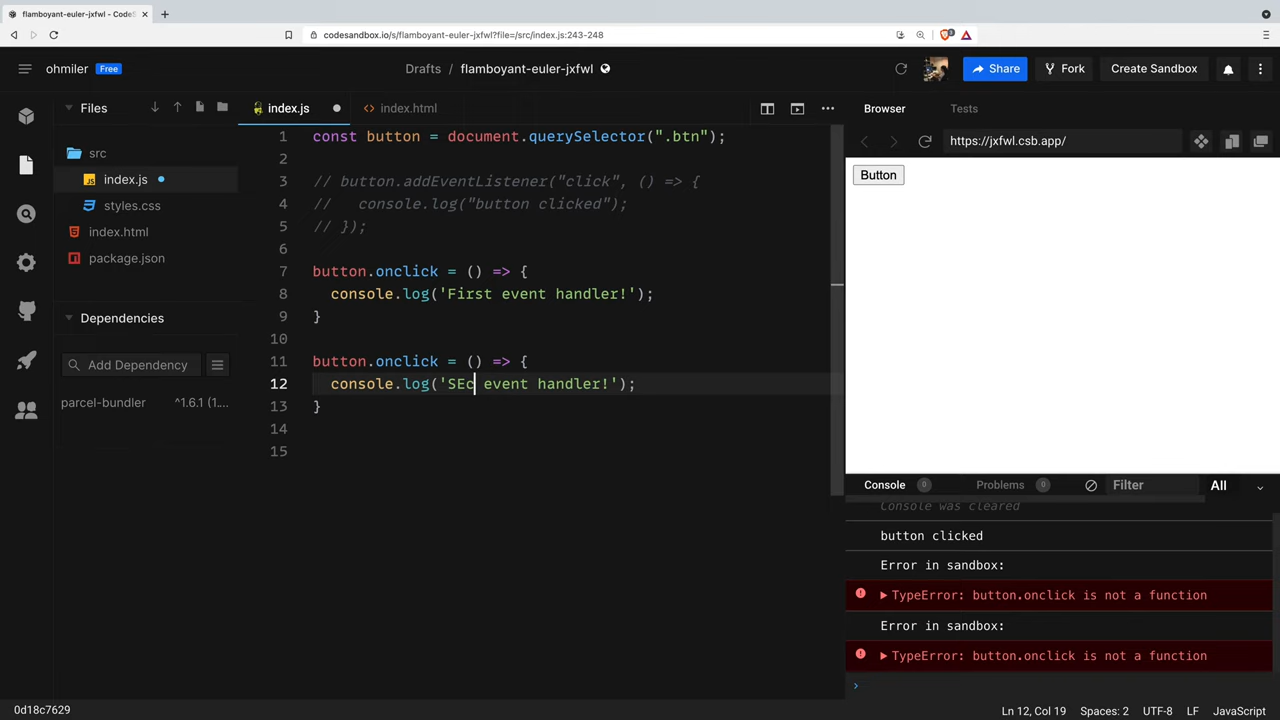 flamboyant-euler-jxfwl - CodeS
codesandbox.io/s/flamboyant-euler-jxfwl?file=/src/index.js:243-248
ohmiler Free
Drafts / flamboyant-euler-jxfwl
Share
Fork
Create Sandbox
Files
index.js
index.html
Browser
Tests
https://jxfwl.csb.app/
src
index.js
styles.css
index.html
package.json
Dependencies
Add Dependency
parcel-bundler ^1.6.1 (1....
1 const button = document.querySelector(".btn");
2
3 // button.addEventListener("click", () => {
4 //   console.log("button clicked");
5 // });
6
7 button.onclick = () => {
8   console.log('First event handler!');
9 }
10
11 button.onclick = () => {
12   console.log('SEc event handler!');
13 }
14
15
Button
Console 0 Problems 0 Filter All
Console was cleared
button clicked
Error in sandbox:
TypeError: button.onclick is not a function
Error in sandbox:
TypeError: button.onclick is not a function
0d18c7629
Ln 12, Col 19 Spaces: 2 UTF-8 LF JavaScript